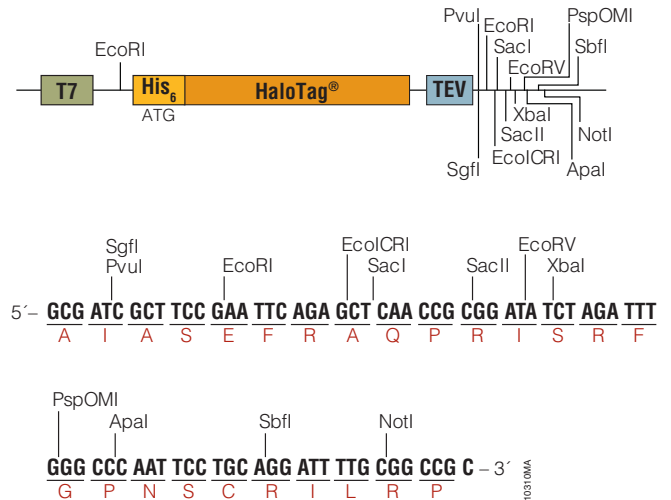 PvuI EcoRI PspOMI
EcoRI SacI SbfI
EcoRV
T7 His6 HaloTag® TEV
ATG XbaI
SacII NotI
EcoICRI
SgfI ApaI
SgfI EcoICRI EcoRV
PvuI EcoRI SacI SacII XbaI
5´– GCG ATC GCT TCC GAA TTC AGA GCT CAA CCG CGG ATA TCT AGA TTT
A I A S E F R A Q P R I S R F
PspOMI
ApaI SbfI NotI
GGG CCC AAT TCC TGC AGG ATT TTG CGG CCG C – 3´
G P N S C R I L R P
10310MA